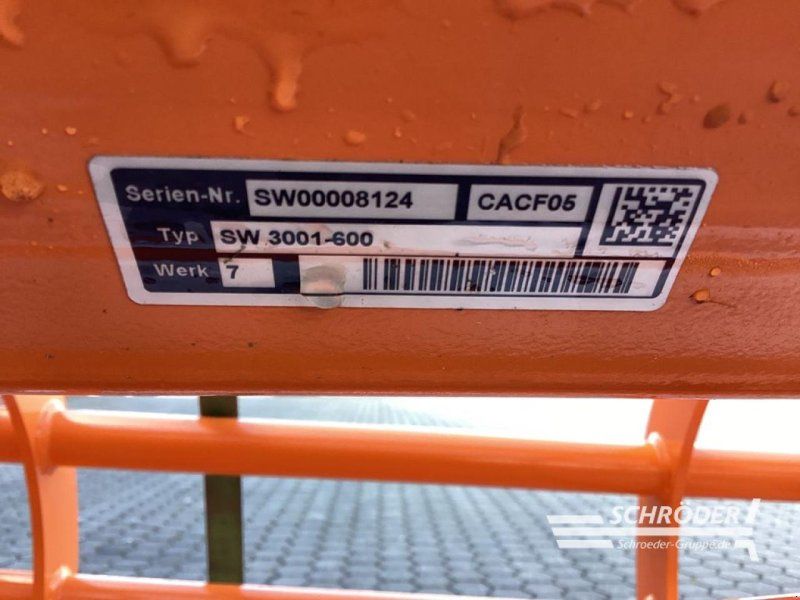 Serien-Nr. SW00008124 CACF05
Typ SW 3001-600
Werk 7
SCHRÖDER
Schroeder-Gruppe.de